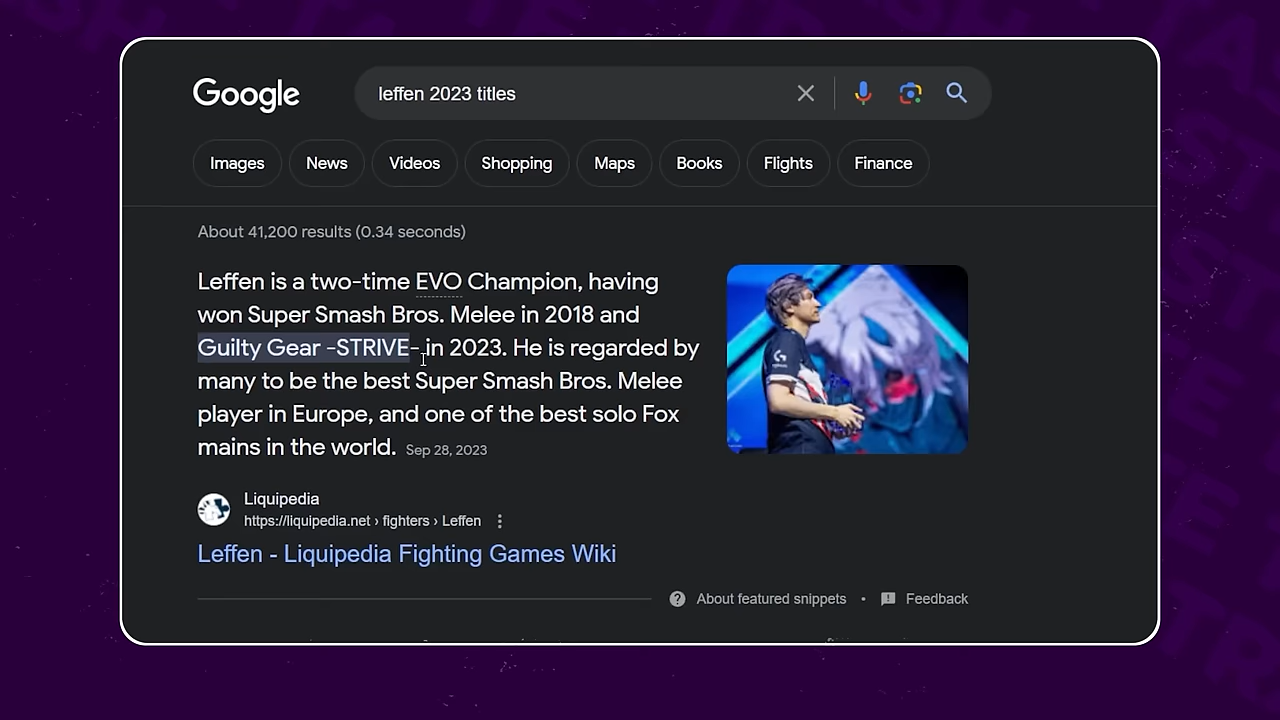 Google
leffen 2023 titles
Images
News
Videos
Shopping
Maps
Books
Flights
Finance
About 41,200 results (0.34 seconds)
Leffen is a two-time EVO Champion, having
won Super Smash Bros. Melee in 2018 and
Guilty Gear -STRIVE- in 2023. He is regarded by
many to be the best Super Smash Bros. Melee
player in Europe, and one of the best solo Fox
mains in the world. Sep 28, 2023
Liquipedia
https://liquipedia.net › fighters › Leffen
Leffen - Liquipedia Fighting Games Wiki
About featured snippets • Feedback